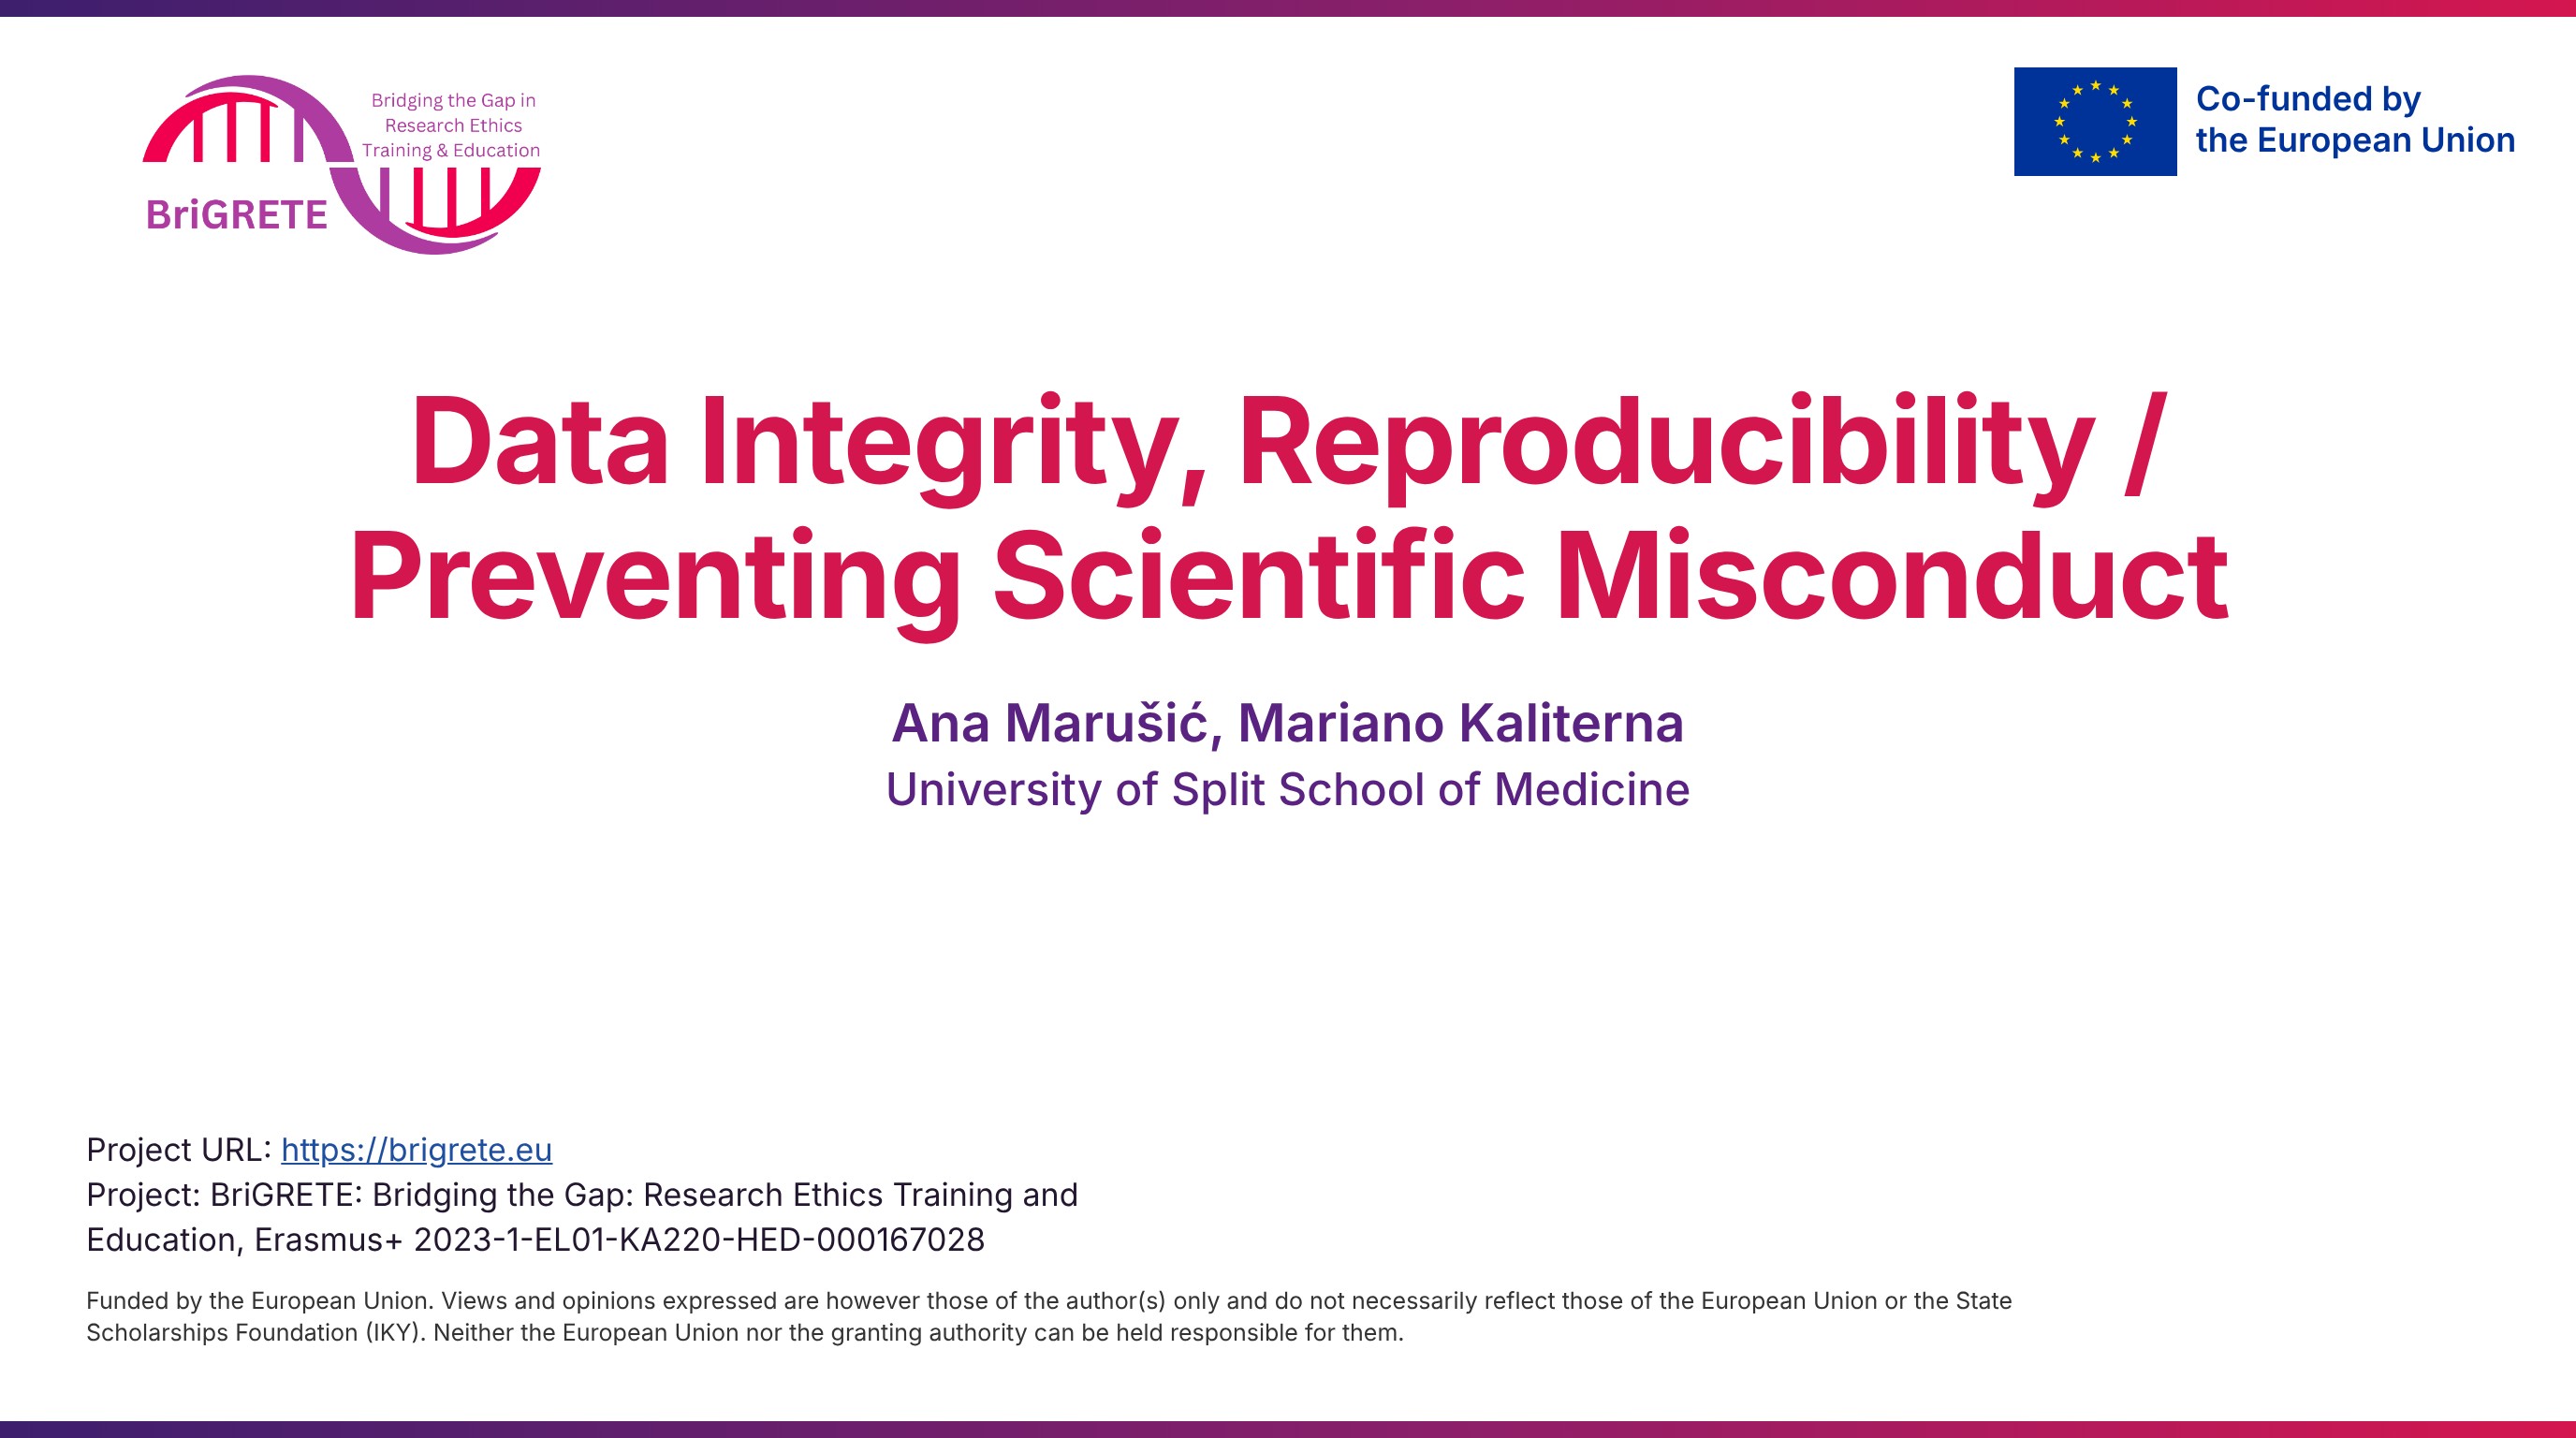 Bridging the Gap in
Research Ethics
Training & Education
BriGRETE
Co-funded by
the European Union
Data Integrity, Reproducibility /
Preventing Scientific Misconduct
Ana Marušić, Mariano Kaliterna
University of Split School of Medicine
Project URL: https://brigrete.eu
Project: BriGRETE: Bridging the Gap: Research Ethics Training and
Education, Erasmus+ 2023-1-EL01-KA220-HED-000167028
Funded by the European Union. Views and opinions expressed are however those of the author(s) only and do not necessarily reflect those of the European Union or the State
Scholarships Foundation (IKY). Neither the European Union nor the granting authority can be held responsible for them.